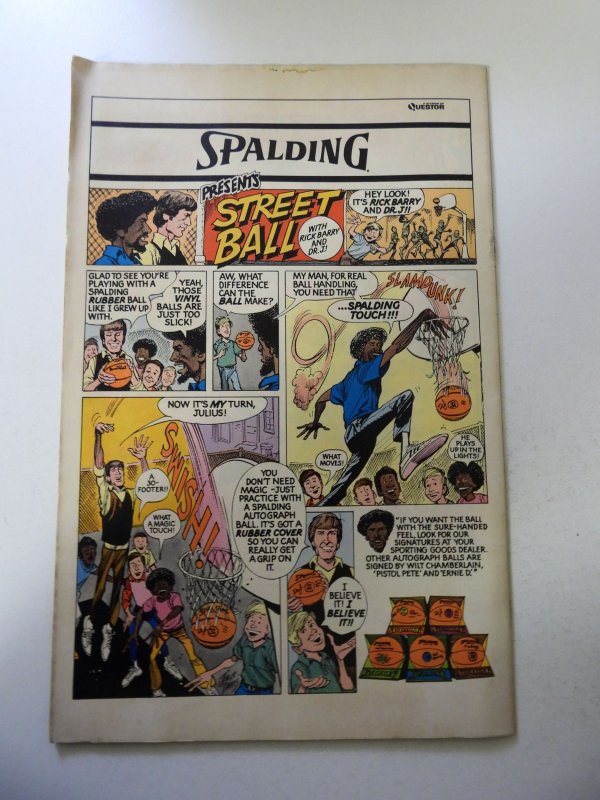 QUESTOR
SPALDING
PRESENTS
STREET
BALL
WITH
RICK BARRY
AND
DR. J!
HEY LOOK!
IT'S RICK BARRY
AND DR. J!!
GLAD TO SEE YOU'RE
PLAYING WITH A
SPALDING
RUBBER BALL
LIKE I GREW UP
WITH.
YEAH,
THOSE
VINYL
BALLS ARE
JUST TOO
SLICK!
AW, WHAT
DIFFERENCE
CAN THE
BALL MAKE?
MY MAN, FOR REAL
BALL HANDLING,
YOU NEED THAT
...SPALDING
TOUCH!!!
SLAMDUNK!
WHAT
MOVES!
HE
PLAYS
UP IN THE
LIGHTS!
NOW IT'S MY TURN,
JULIUS!
SWISH!
A
30-
FOOTER!!
WHAT
A MAGIC
TOUCH!
YOU
DON'T NEED
MAGIC -JUST
PRACTICE WITH
A SPALDING
AUTOGRAPH
BALL. IT'S GOT A
RUBBER COVER
SO YOU CAN
REALLY GET
A GRIP ON
IT.
I
BELIEVE
IT! I
BELIEVE
IT!!
"IF YOU WANT THE BALL
WITH THE SURE-HANDED
FEEL, LOOK FOR OUR
SIGNATURES AT YOUR
SPORTING GOODS DEALER.
OTHER AUTOGRAPH BALLS ARE
SIGNED BY WILT CHAMBERLAIN,
'PISTOL PETE' AND 'ERNIE D.'"